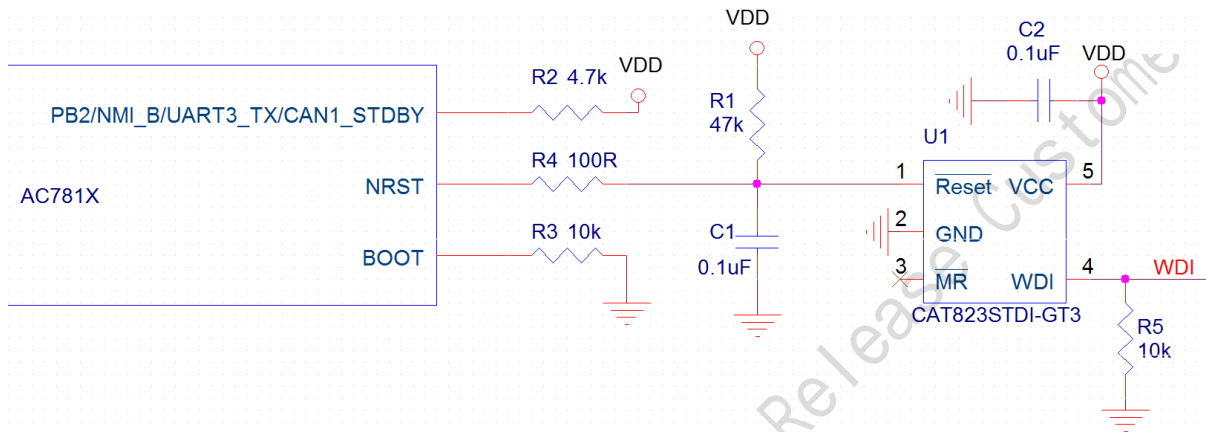 PB2/NMI_B/UART3_TX/CAN1_STDBY
R2 4.7k
VDD
AC781X
NRST
R4 100R
BOOT
R3 10k
VDD
R1
47k
C1
0.1uF
C2
0.1uF
VDD
U1
1
Reset
VCC
5
2
GND
3
MR
WDI
4
WDI
CAT823STDI-GT3
R5
10k
Release Custome